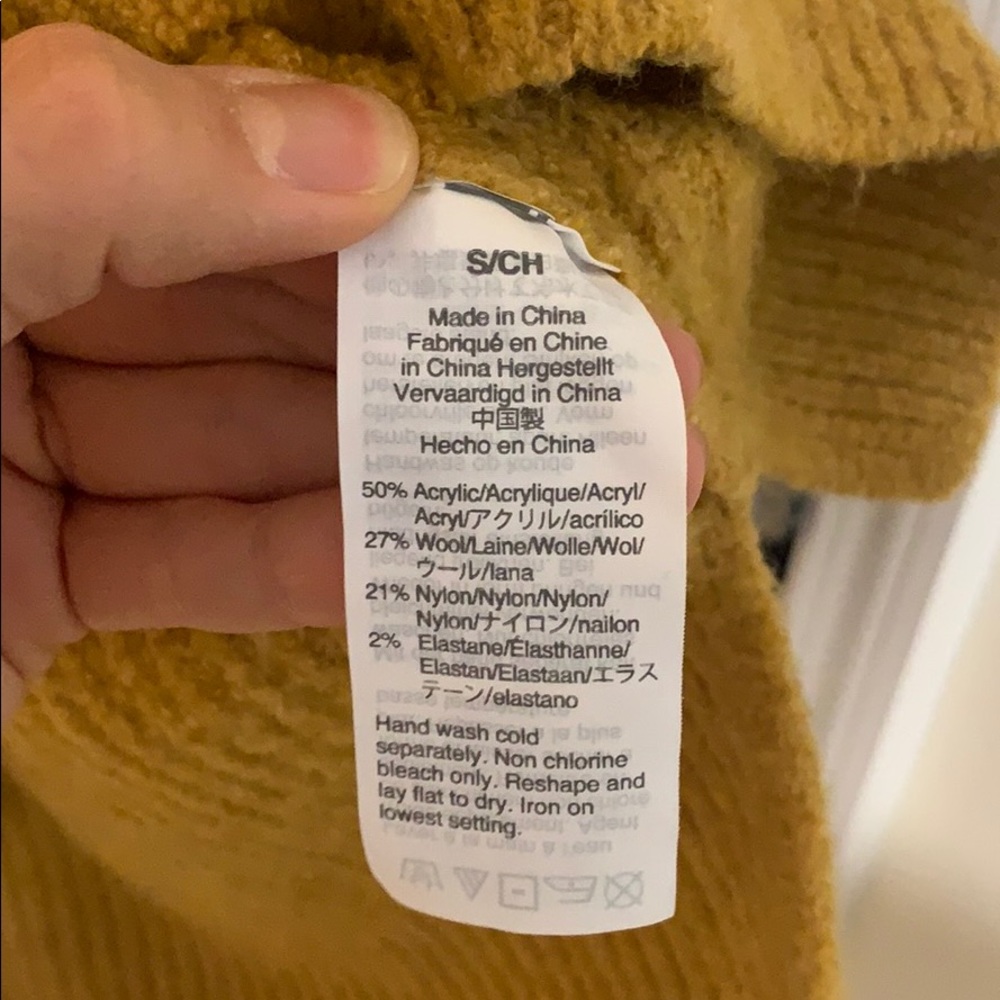 S/CH
Made in China
Fabriqué en Chine
in China Hergestellt
Vervaardigd in China
中国製
Hecho en China
50% Acrylic/Acrylique/Acryl/
Acryl/アクリル/acrílico
27% Wool/Laine/Wolle/Wol/
ウール/lana
21% Nylon/Nylon/Nylon/
Nylon/ナイロン/nailon
2% Elastane/Élasthanne/
Elastan/Elastaan/エラス
テーン/elastano
Hand wash cold
separately. Non chlorine
bleach only. Reshape and
lay flat to dry. Iron on
lowest setting.